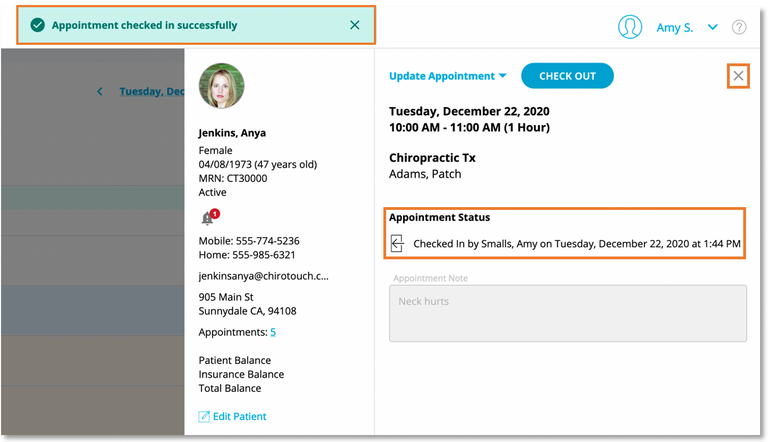 Appointment checked in successfully
Amy S.
Tuesday, Dec
Jenkins, Anya
Female
04/08/1973 (47 years old)
MRN: CT30000
Active
1
Mobile: 555-774-5236
Home: 555-985-6321
jenkinsanya@chirotouch.c...
905 Main St
Sunnydale CA, 94108
Appointments: 5
Patient Balance
Insurance Balance
Total Balance
Edit Patient
Update Appointment
CHECK OUT
Tuesday, December 22, 2020
10:00 AM - 11:00 AM (1 Hour)
Chiropractic Tx
Adams, Patch
Appointment Status
Checked In by Smalls, Amy on Tuesday, December 22, 2020 at 1:44 PM
Appointment Note
Neck hurts